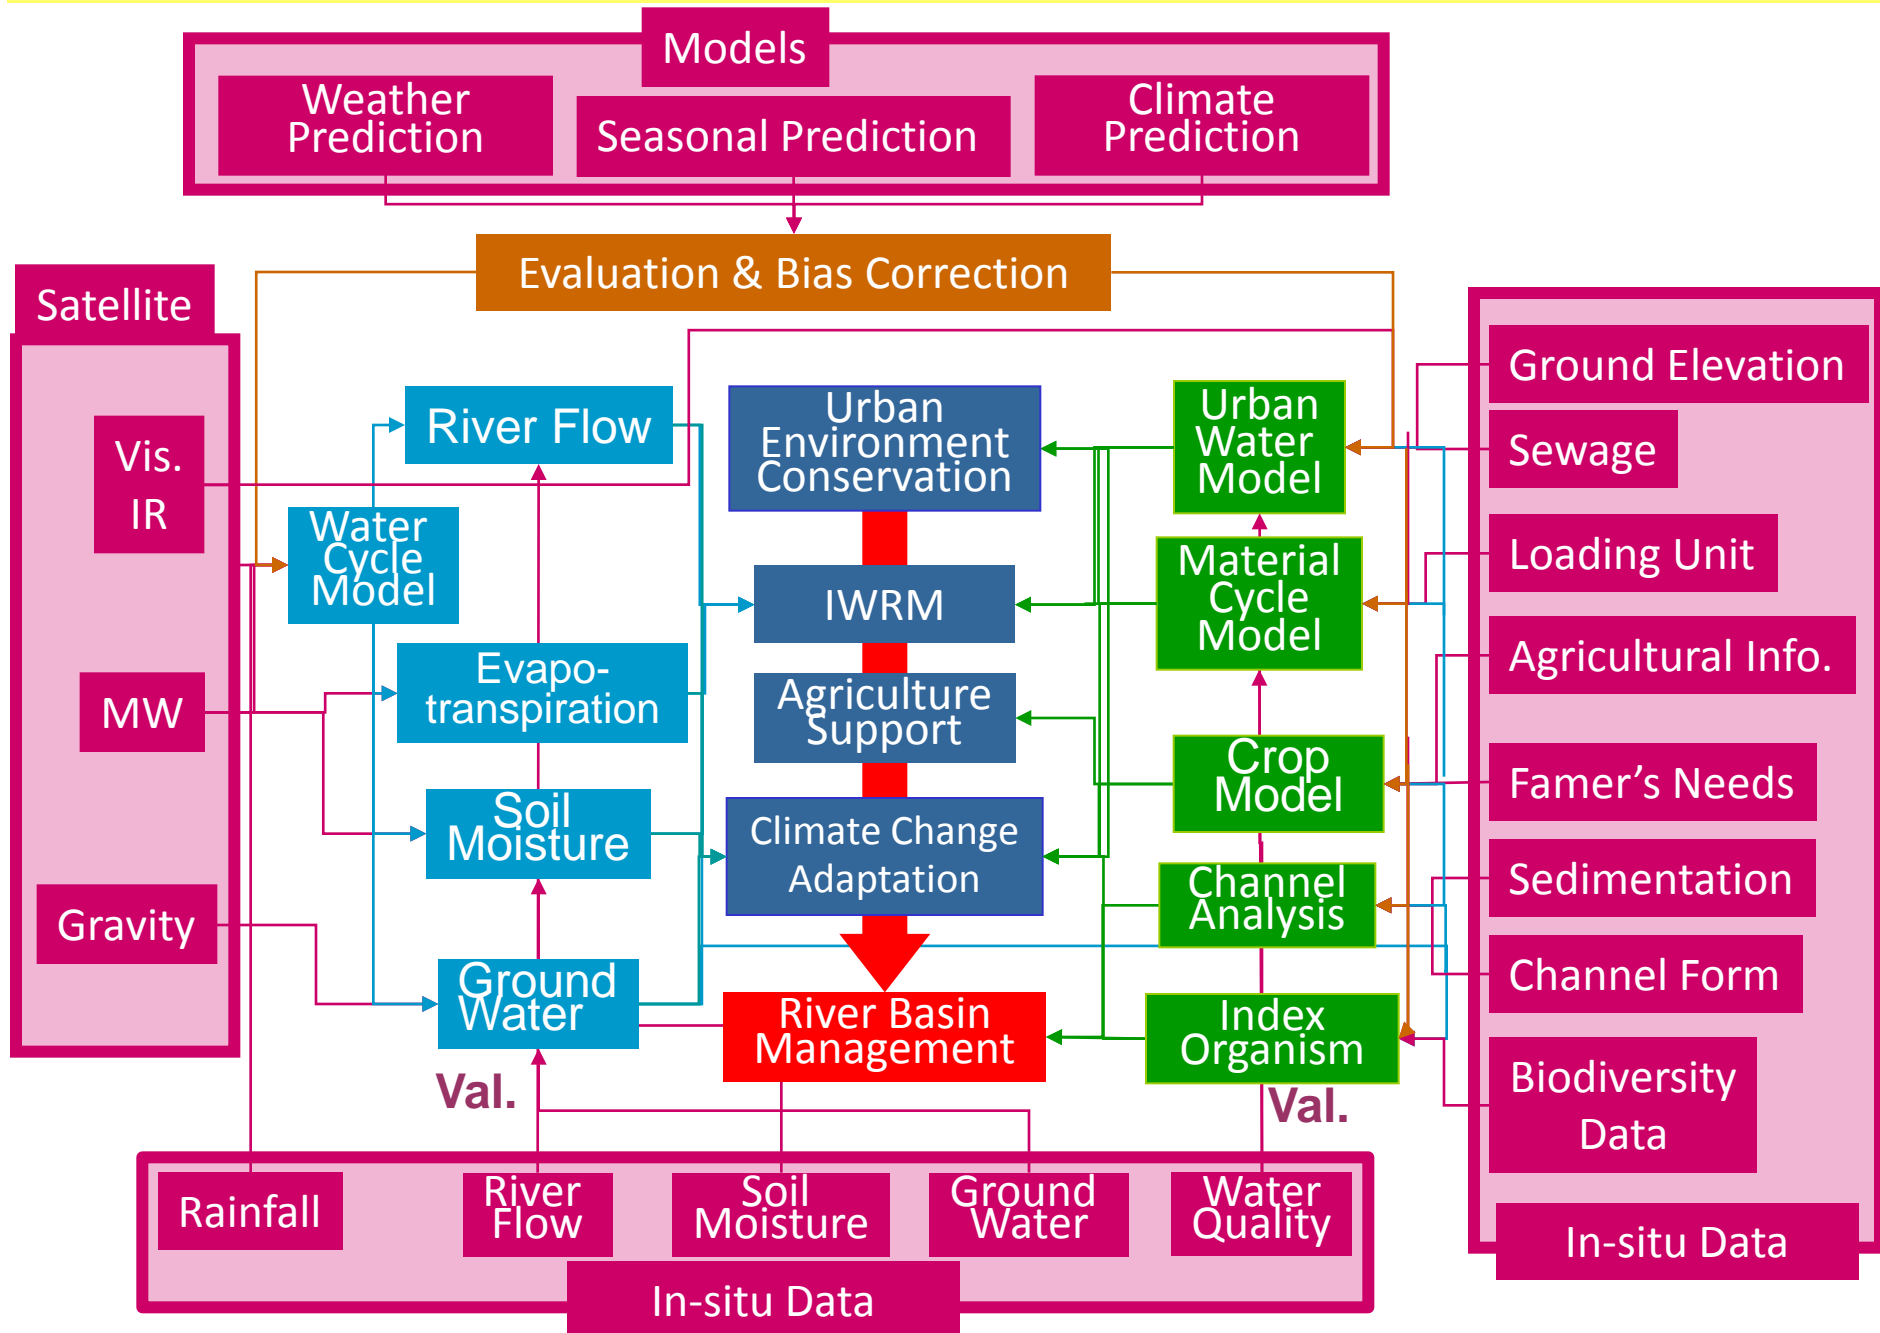 Models
Weather
Prediction
Seasonal Prediction
Climate
Prediction
Evaluation & Bias Correction
Satellite
Vis.
IR
MW
Gravity
River Flow
Water
Cycle
Model
Evapo-
transpiration
Soil
Moisture
Ground
Water
Val.
Urban
Environment
Conservation
IWRM
Agriculture
Support
Climate Change
Adaptation
River Basin
Management
Urban
Water
Model
Material
Cycle
Model
Crop
Model
Channel
Analysis
Index
Organism
Val.
Ground Elevation
Sewage
Loading Unit
Agricultural Info.
Famer’s Needs
Sedimentation
Channel Form
Biodiversity
Data
In-situ Data
Rainfall
River
Flow
Soil
Moisture
Ground
Water
Water
Quality
In-situ Data